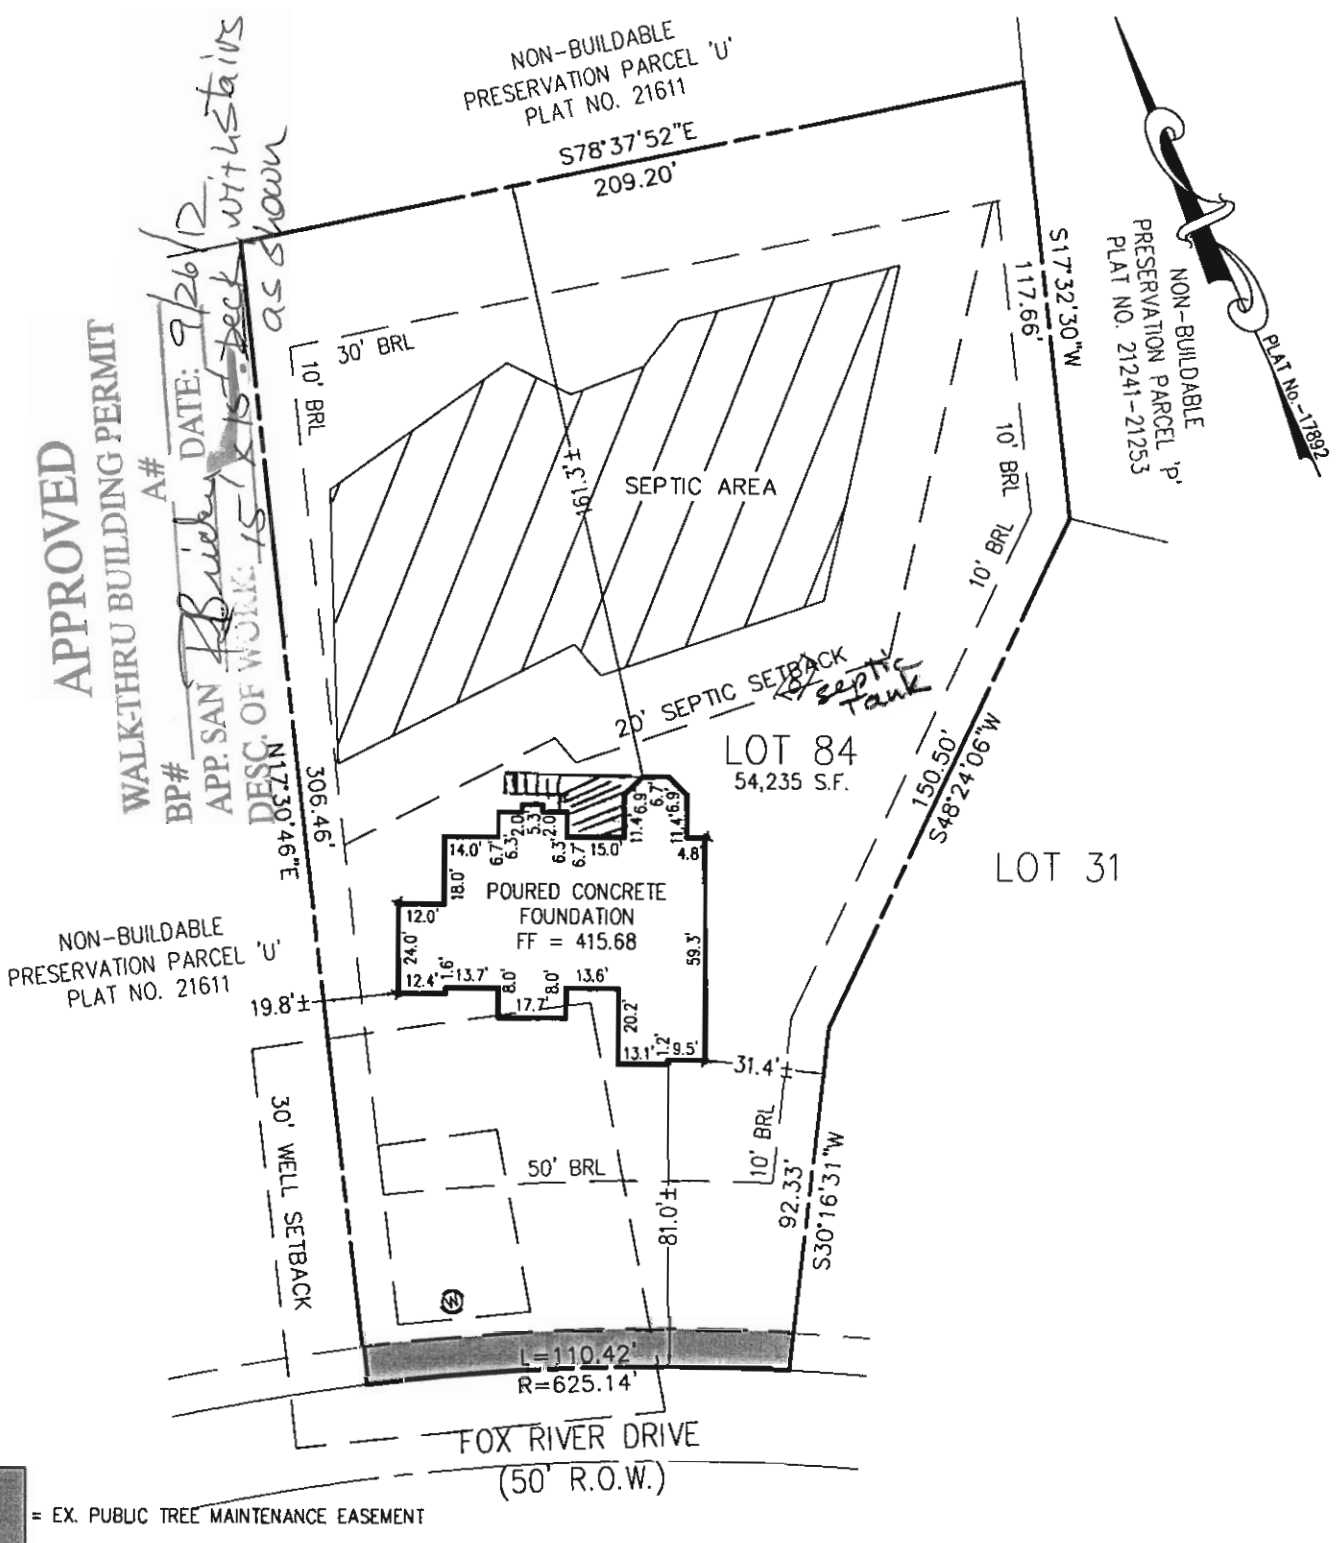 NON-BUILDABLE
PRESERVATION PARCEL 'U'
PLAT NO. 21611
S78°37'52"E
209.20'
APPROVED
WALK-THRU BUILDING PERMIT
BP# A#
APP. SAN DATE: 9/26/12
DESC. OF WORK: 15-1 X 15-1 Deck with stairs
as shown
S17°32'30"W
117.66'
NON-BUILDABLE
PRESERVATION PARCEL 'P'
PLAT NO. 21241-21253
PLAT No.-17892
30' BRL
10' BRL
10' BRL
10' BRL
161.3'±
SEPTIC AREA
20' SEPTIC SETBACK
septic
Tank
LOT 84
54,235 S.F.
150.50'
S48°24'06"W
LOT 31
N17°30'46"E
306.46'
6.9'
6.7'
6.9'
11.4'
11.4'
14.0'
6.7'
6.3'
2.0'
5.3'
2.0'
6.3'
6.7'
15.0'
4.8'
18.0'
POURED CONCRETE
FOUNDATION
FF = 415.68
12.0'
24.0'
59.3'
12.4'
1.6'
13.7'
8.0'
17.7'
8.0'
13.6'
20.2'
13.1'
1.2'
9.5'
NON-BUILDABLE
PRESERVATION PARCEL 'U'
PLAT NO. 21611
19.8'±
31.4'±
30' WELL SETBACK
50' BRL
10' BRL
81.0'±
92.33'
S30°16'31"W
W
L=110.42'
R=625.14'
FOX RIVER DRIVE
(50' R.O.W.)
= EX. PUBLIC TREE MAINTENANCE EASEMENT